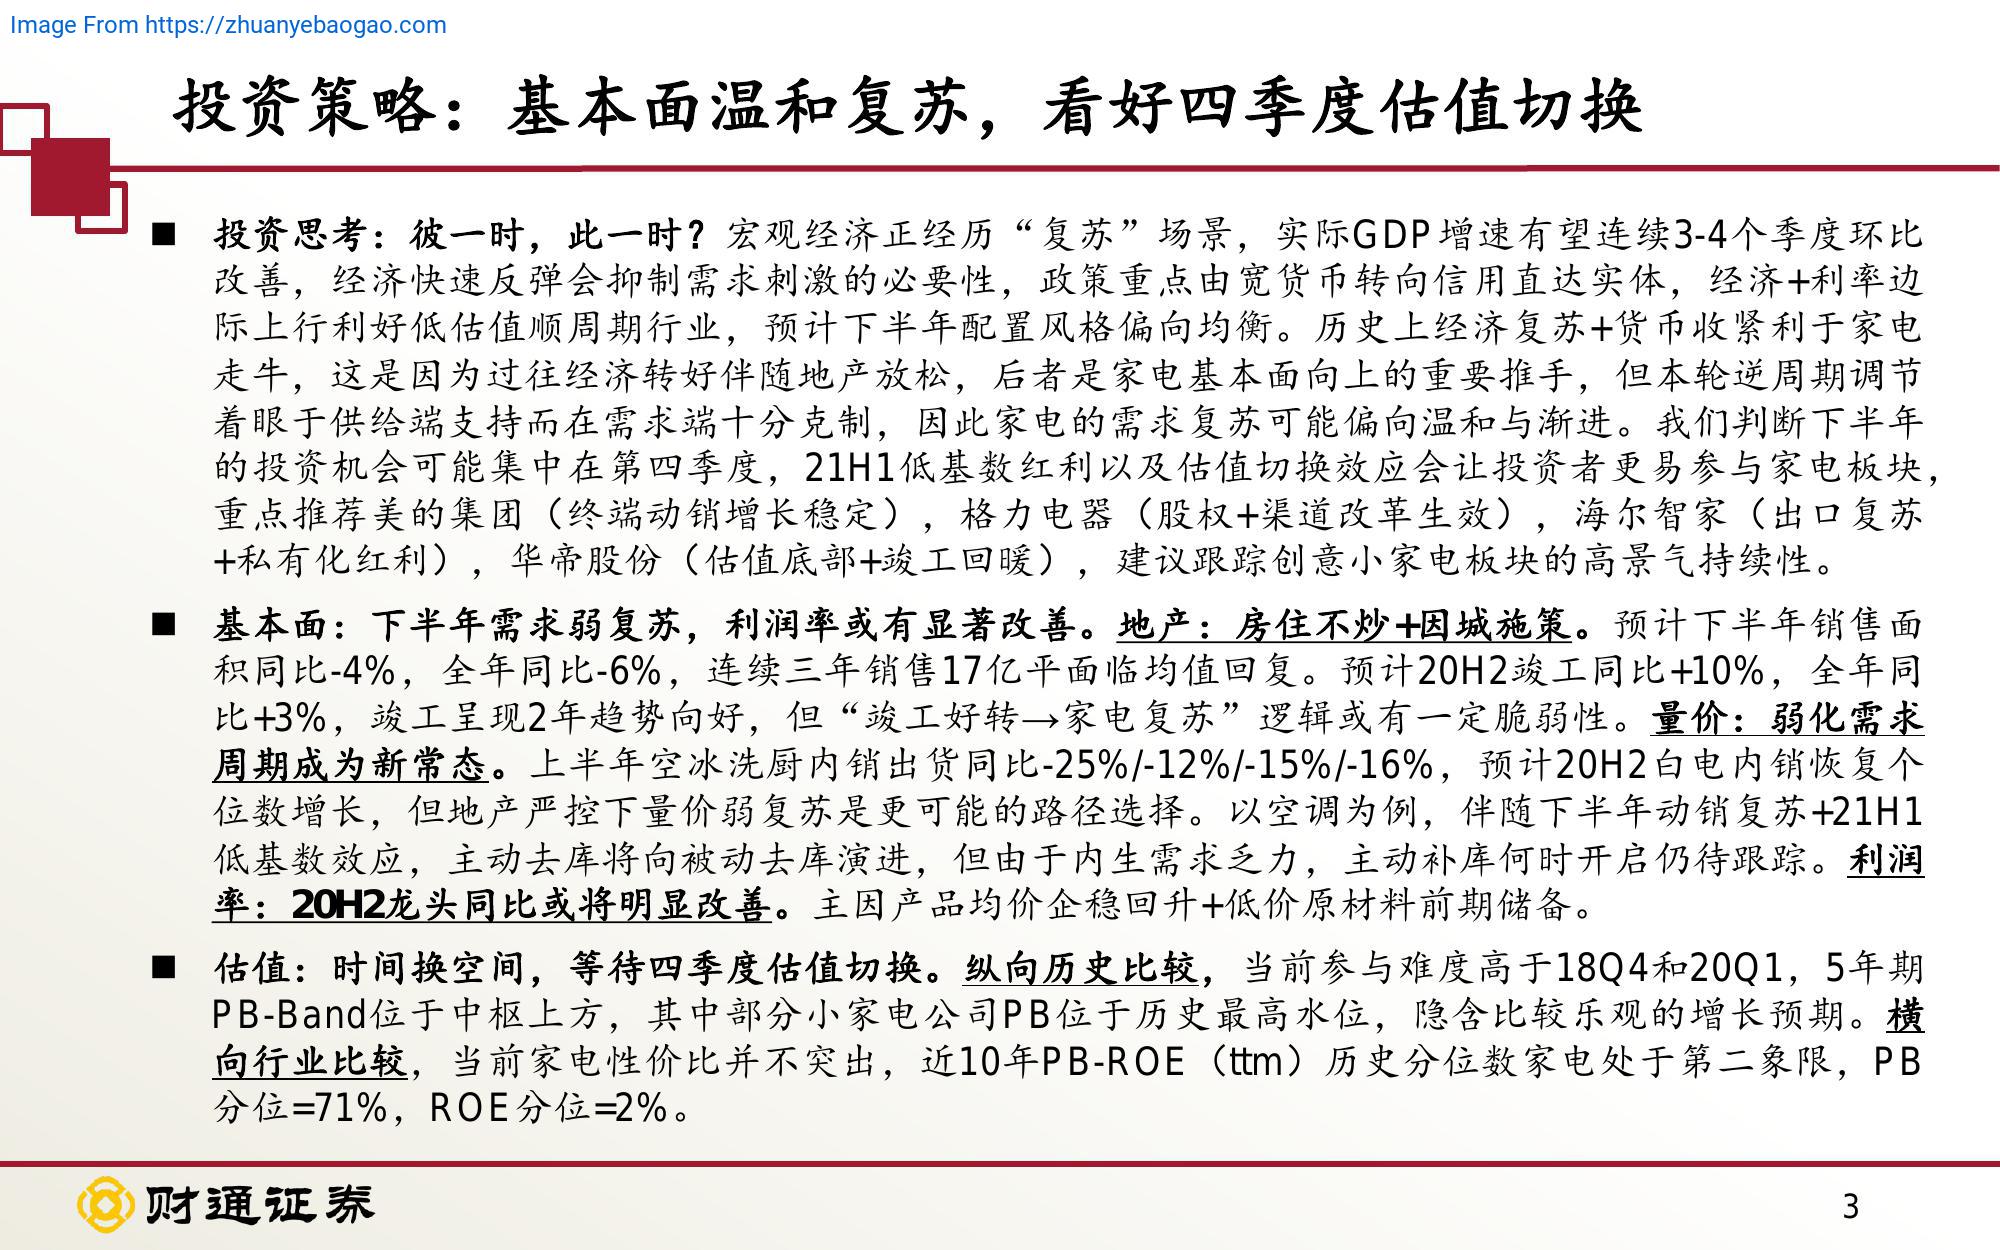 Image From https://zhuanyebaogao.com
投资策略：基本面温和复苏，看好四季度估值切换
■ 投资思考：彼一时，此一时？宏观经济正经历“复苏”场景，实际GDP增速有望连续3-4个季度环比
改善，经济快速反弹会抑制需求刺激的必要性，政策重点由宽货币转向信用直达实体，经济+利率边
际上行利好低估值顺周期行业，预计下半年配置风格偏向均衡。历史上经济复苏+货币收紧利于家电
走牛，这是因为过往经济转好伴随地产放松，后者是家电基本面向上的重要推手，但本轮逆周期调节
着眼于供给端支持而在需求端十分克制，因此家电的需求复苏可能偏向温和与渐进。我们判断下半年
的投资机会可能集中在第四季度，21H1低基数红利以及估值切换效应会让投资者更易参与家电板块，
重点推荐美的集团（终端动销增长稳定），格力电器（股权+渠道改革生效），海尔智家（出口复苏
+私有化红利），华帝股份（估值底部+竣工回暖），建议跟踪创意小家电板块的高景气持续性。
■ 基本面：下半年需求弱复苏，利润率或有显著改善。地产：房住不炒+因城施策。预计下半年销售面
积同比-4%，全年同比-6%，连续三年销售17亿平面临均值回复。预计20H2竣工同比+10%，全年同
比+3%，竣工呈现2年趋势向好，但“竣工好转→家电复苏”逻辑或有一定脆弱性。量价：弱化需求
周期成为新常态。上半年空冰洗厨内销出货同比-25%/-12%/-15%/-16%，预计20H2白电内销恢复个
位数增长，但地产严控下量价弱复苏是更可能的路径选择。以空调为例，伴随下半年动销复苏+21H1
低基数效应，主动去库将向被动去库演进，但由于内生需求乏力，主动补库何时开启仍待跟踪。利润
率：20H2龙头同比或将明显改善。主因产品均价企稳回升+低价原材料前期储备。
■ 估值：时间换空间，等待四季度估值切换。纵向历史比较，当前参与难度高于18Q4和20Q1，5年期
PB-Band位于中枢上方，其中部分小家电公司PB位于历史最高水位，隐含比较乐观的增长预期。横
向行业比较，当前家电性价比并不突出，近10年PB-ROE（ttm）历史分位数家电处于第二象限，PB
分位=71%，ROE分位=2%。
财通证券
3